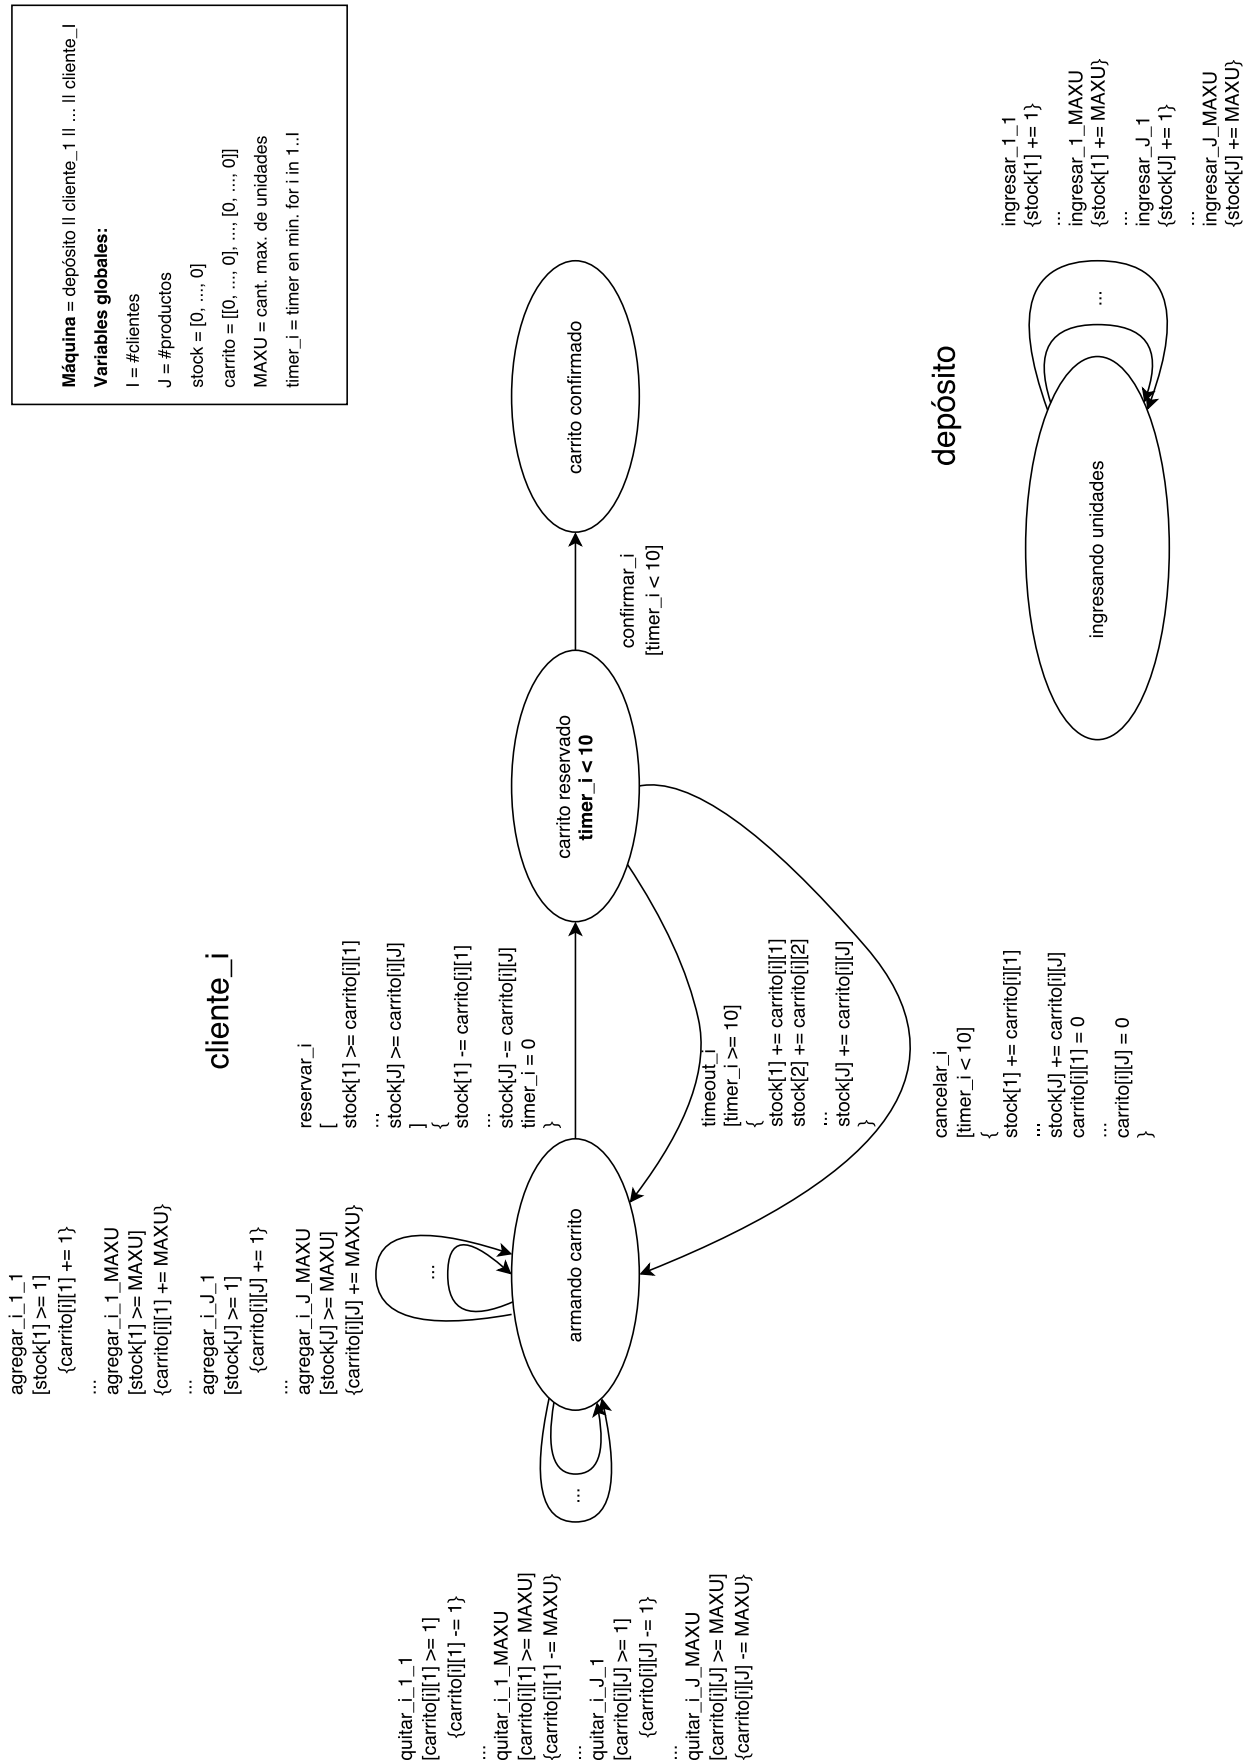 Máquina = depósito || cliente_1 || ... || cliente_I
Variables globales:
I = #clientes
J = #productos
stock = [0, ..., 0]
carrito = [[0, ..., 0], ..., [0, ..., 0]]
MAXU = cant. max. de unidades
timer_i = timer en min. for i in 1..I
cliente_i
agregar_i_1_1
[stock[1] >= 1]
{carrito[i][1] += 1}
...
agregar_i_1_MAXU
[stock[1] >= MAXU]
{carrito[i][1] += MAXU}
...
agregar_i_J_1
[stock[J] >= 1]
{carrito[i][J] += 1}
...
agregar_i_J_MAXU
[stock[J] >= MAXU]
{carrito[i][J] += MAXU}
...
quitar_i_1_1
[carrito[i][1] >= 1]
{carrito[i][1] -= 1}
...
quitar_i_1_MAXU
[carrito[i][1] >= MAXU]
{carrito[i][1] -= MAXU}
...
quitar_i_J_1
[carrito[i][J] >= 1]
{carrito[i][J] -= 1}
...
quitar_i_J_MAXU
[carrito[i][J] >= MAXU]
{carrito[i][J] -= MAXU}
...
armando carrito
reservar_i
[
stock[1] >= carrito[i][1]
...
stock[J] >= carrito[i][J]
]
{
stock[1] -= carrito[i][1]
...
stock[J] -= carrito[i][J]
timer_i = 0
}
carrito reservado
timer_i < 10
confirmar_i
[timer_i < 10]
carrito confirmado
timeout_i
[timer_i >= 10]
{
stock[1] += carrito[i][1]
stock[2] += carrito[i][2]
...
stock[J] += carrito[i][J]
}
cancelar_i
[timer_i < 10]
{
stock[1] += carrito[i][1]
...
stock[J] += carrito[i][J]
carrito[i][1] = 0
...
carrito[i][J] = 0
}
depósito
ingresando unidades
...
ingresar_1_1
{stock[1] += 1}
...
ingresar_1_MAXU
{stock[1] += MAXU}
...
ingresar_J_1
{stock[J] += 1}
...
ingresar_J_MAXU
{stock[J] += MAXU}